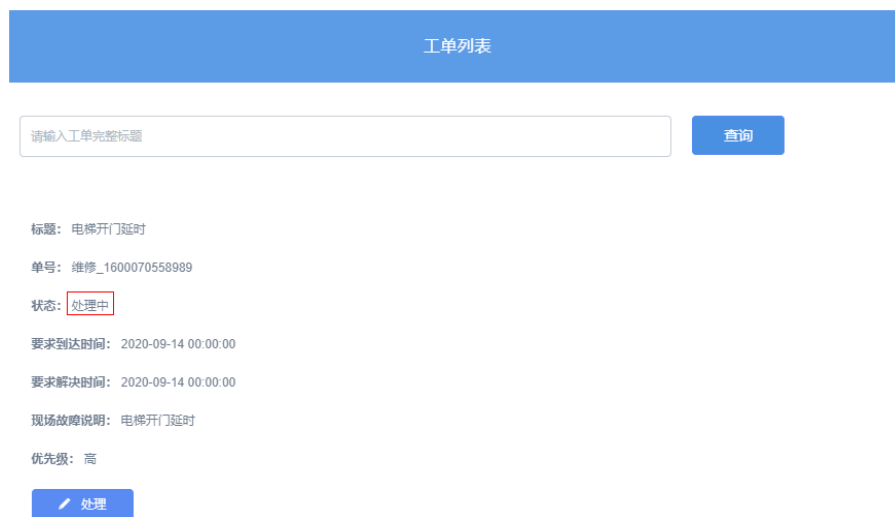 工单列表
请输入工单完整标题
查询
标题： 电梯开门延时
单号： 维修_1600070558989
状态： 处理中
要求到达时间： 2020-09-14 00:00:00
要求解决时间： 2020-09-14 00:00:00
现场故障说明： 电梯开门延时
优先级： 高
处理